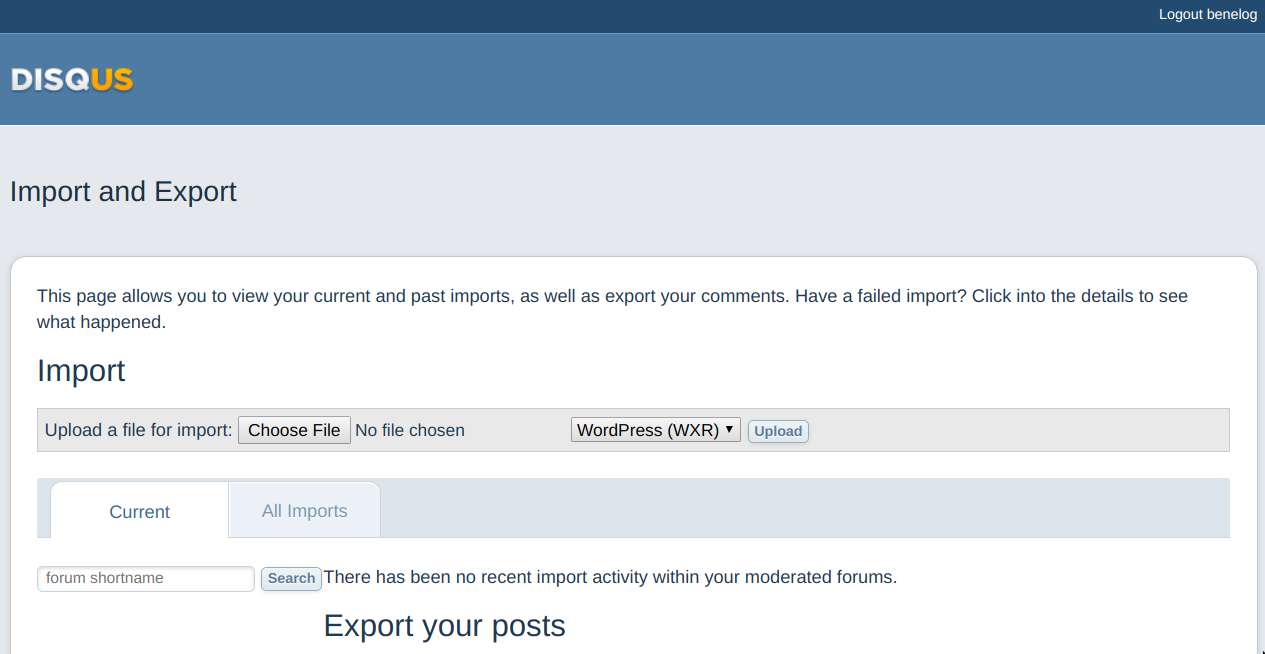 Logout benelog
DISQUS
Import and Export
This page allows you to view your current and past imports, as well as export your comments. Have a failed import? Click into the details to see
what happened.
Import
Upload a file for import: Choose File No file chosen WordPress (WXR) Upload
Current All Imports
forum shortname Search There has been no recent import activity within your moderated forums.
Export your posts